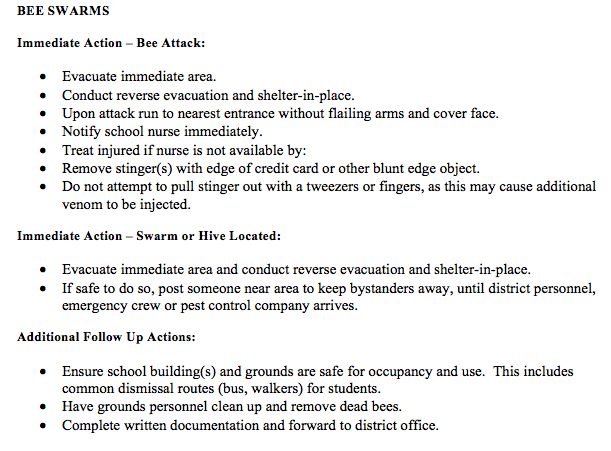 BEE SWARMS
Immediate Action – Bee Attack:
• Evacuate immediate area.
• Conduct reverse evacuation and shelter-in-place.
• Upon attack run to nearest entrance without flailing arms and cover face.
• Notify school nurse immediately.
• Treat injured if nurse is not available by:
• Remove stinger(s) with edge of credit card or other blunt edge object.
• Do not attempt to pull stinger out with a tweezers or fingers, as this may cause additional
venom to be injected.
Immediate Action – Swarm or Hive Located:
• Evacuate immediate area and conduct reverse evacuation and shelter-in-place.
• If safe to do so, post someone near area to keep bystanders away, until district personnel,
emergency crew or pest control company arrives.
Additional Follow Up Actions:
• Ensure school building(s) and grounds are safe for occupancy and use.  This includes
common dismissal routes (bus, walkers) for students.
• Have grounds personnel clean up and remove dead bees.
• Complete written documentation and forward to district office.